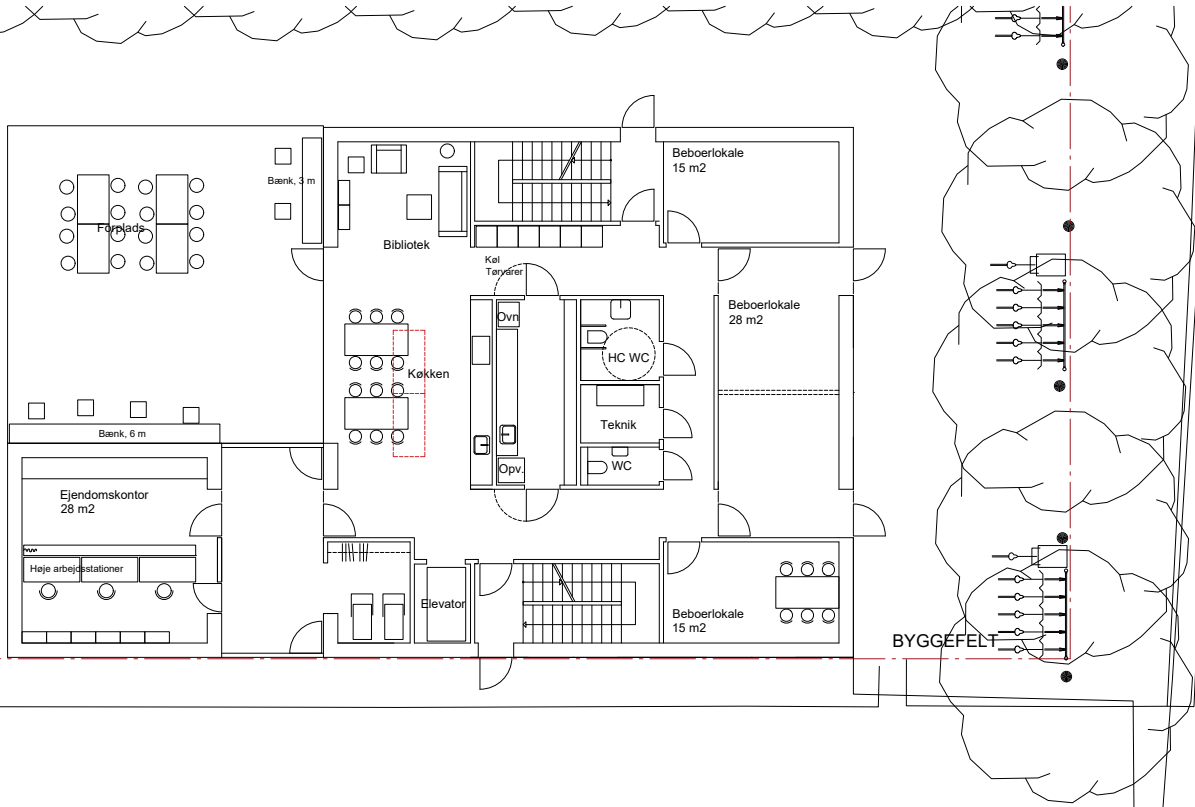 Beboerlokale
15 m2
Bænk, 3 m
Forplads
Bibliotek
Køl
Tørvarer
Beboerlokale
28 m2
Ovn
HC WC
Køkken
Teknik
Bænk, 6 m
WC
Opv.
Ejendomskontor
28 m2
Høje arbejdsstationer
Elevator
Beboerlokale
15 m2
BYGGEFELT